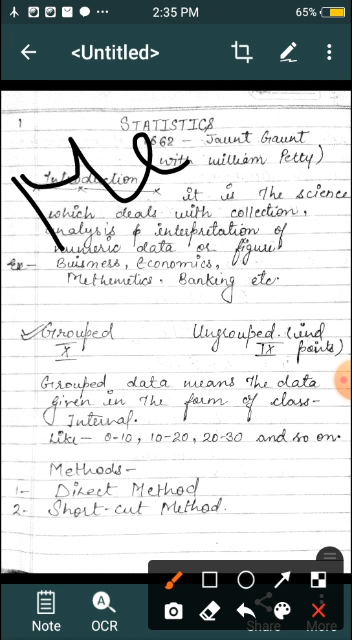 2:35 PM
65%
<Untitled>
1
STATISTICS
1662 - Jaunt Gaunt
with william Petty)
Introduction
it is The science
which deals with collection,
analysis & interpretation of
numeric data or figure
Ex- Buisness, Economics,
Methemetics. Banking etc.
Grouped Ungrouped (ind
X IX points)
Grouped data means The data
given in The form of class-
Interval.
Like - 0-10, 10-20, 20-30 and so on.
Methods -
1- Direct Method
2- Short-cut Method.
Note OCR Share More